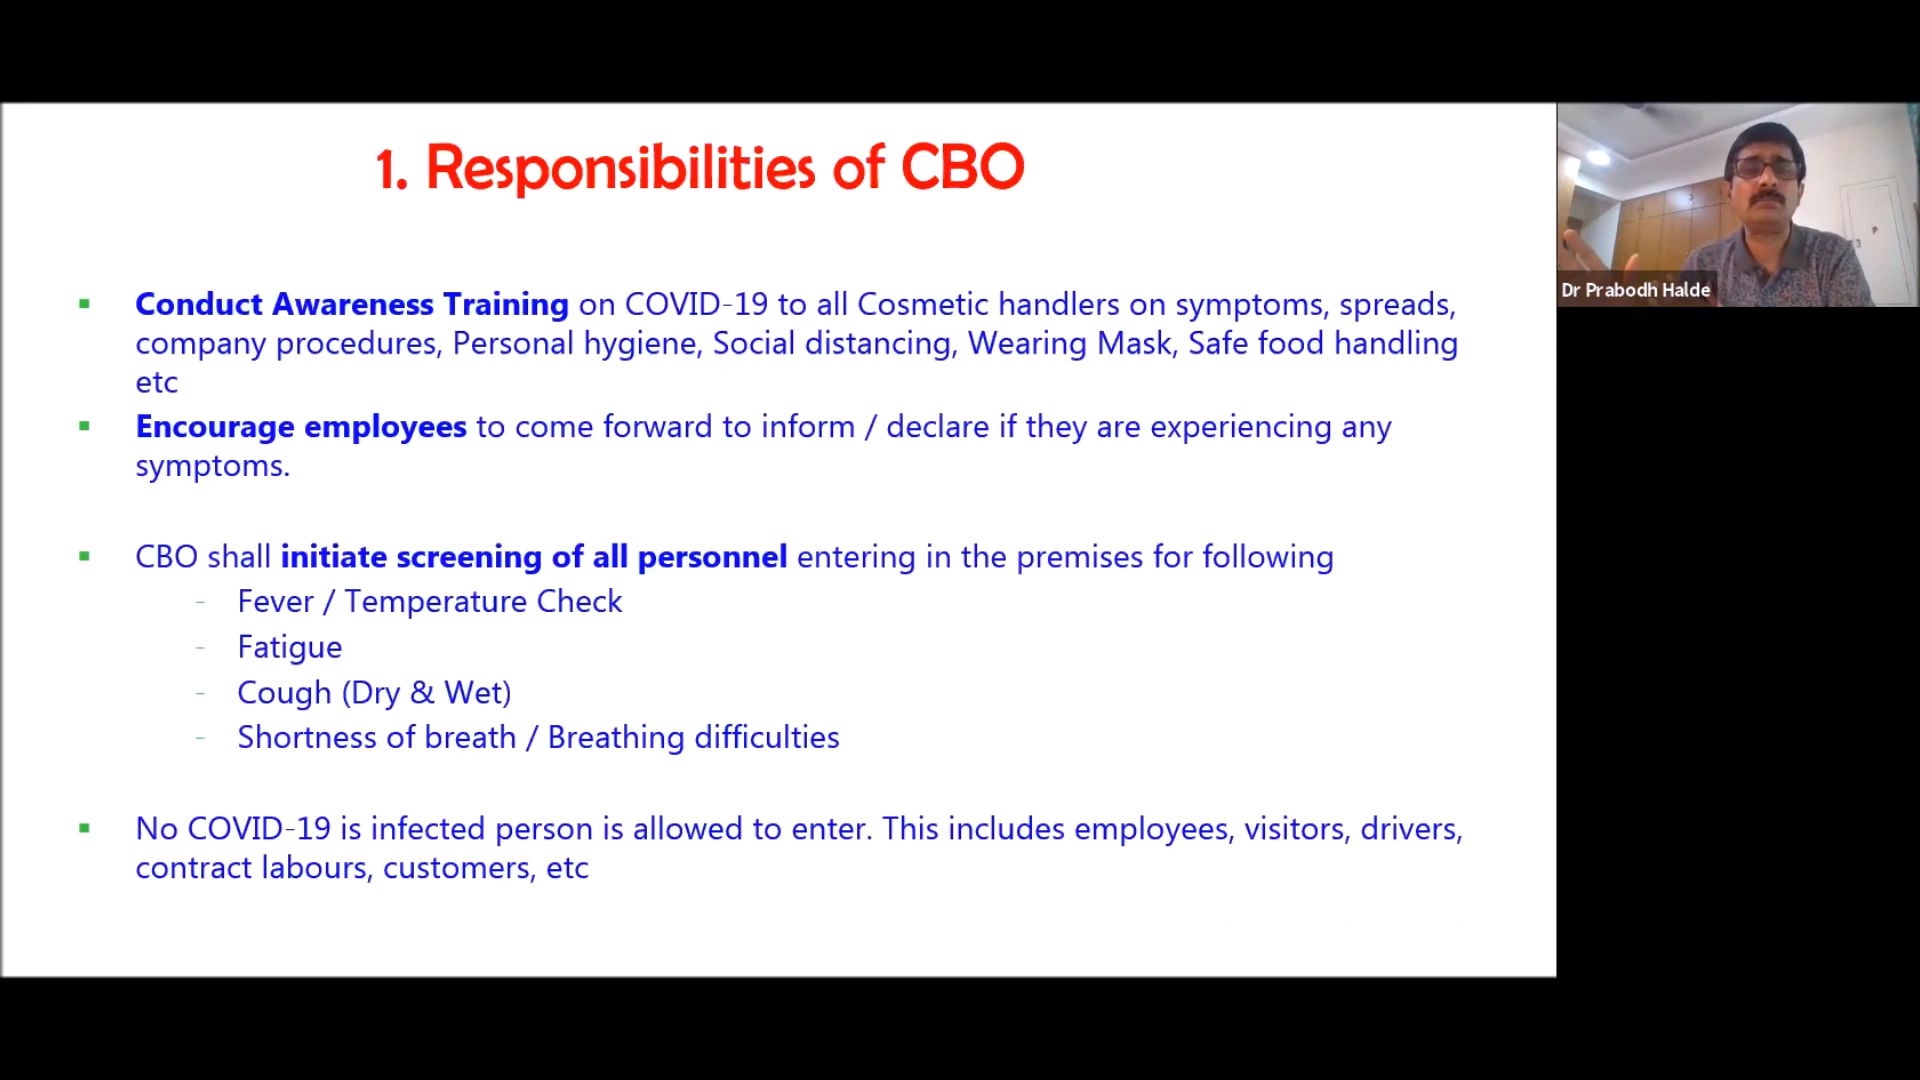 1. Responsibilities of CBO
Conduct Awareness Training on COVID-19 to all Cosmetic handlers on symptoms, spreads,
company procedures, Personal hygiene, Social distancing, Wearing Mask, Safe food handling
etc
Encourage employees to come forward to inform / declare if they are experiencing any
symptoms.
CBO shall initiate screening of all personnel entering in the premises for following
- Fever / Temperature Check
- Fatigue
- Cough (Dry & Wet)
- Shortness of breath / Breathing difficulties
No COVID-19 is infected person is allowed to enter. This includes employees, visitors, drivers,
contract labours, customers, etc
Dr Prabodh Halde